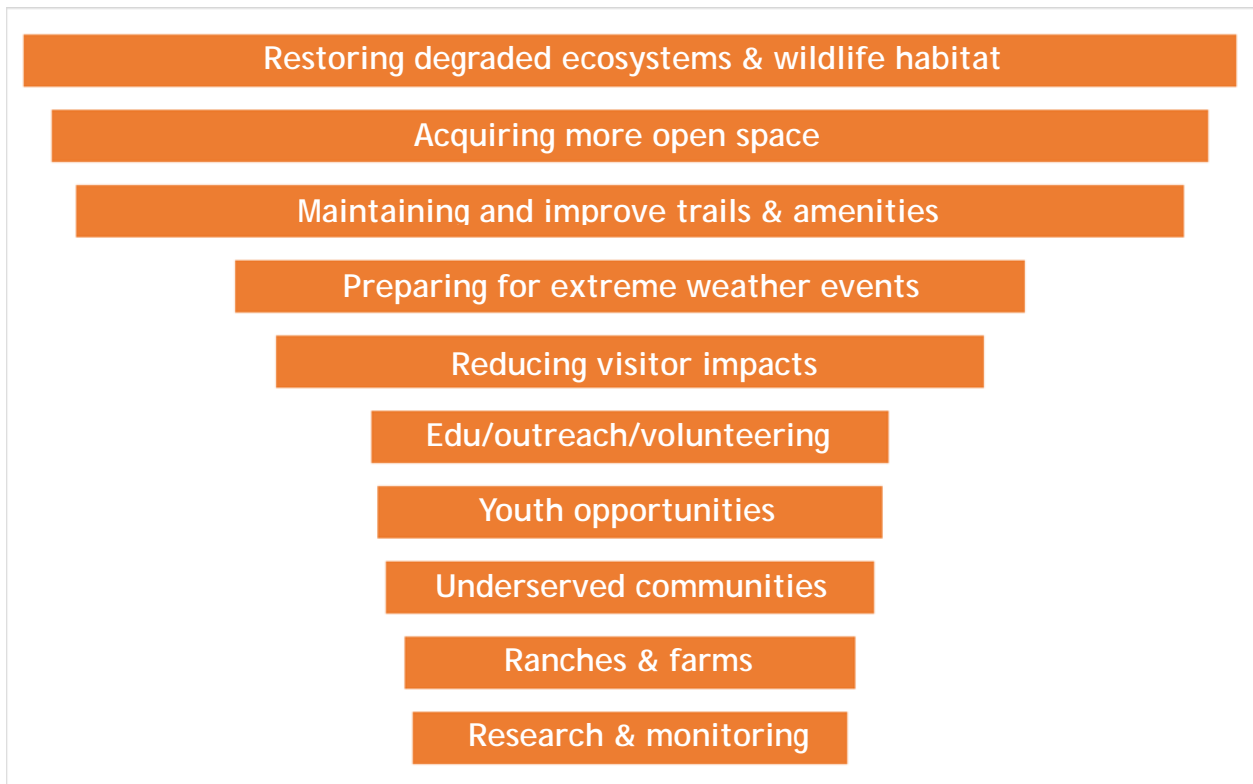 Restoring degraded ecosystems & wildlife habitat
Acquiring more open space
Maintaining and improve trails & amenities
Preparing for extreme weather events
Reducing visitor impacts
Edu/outreach/volunteering
Youth opportunities
Underserved communities
Ranches & farms
Research & monitoring